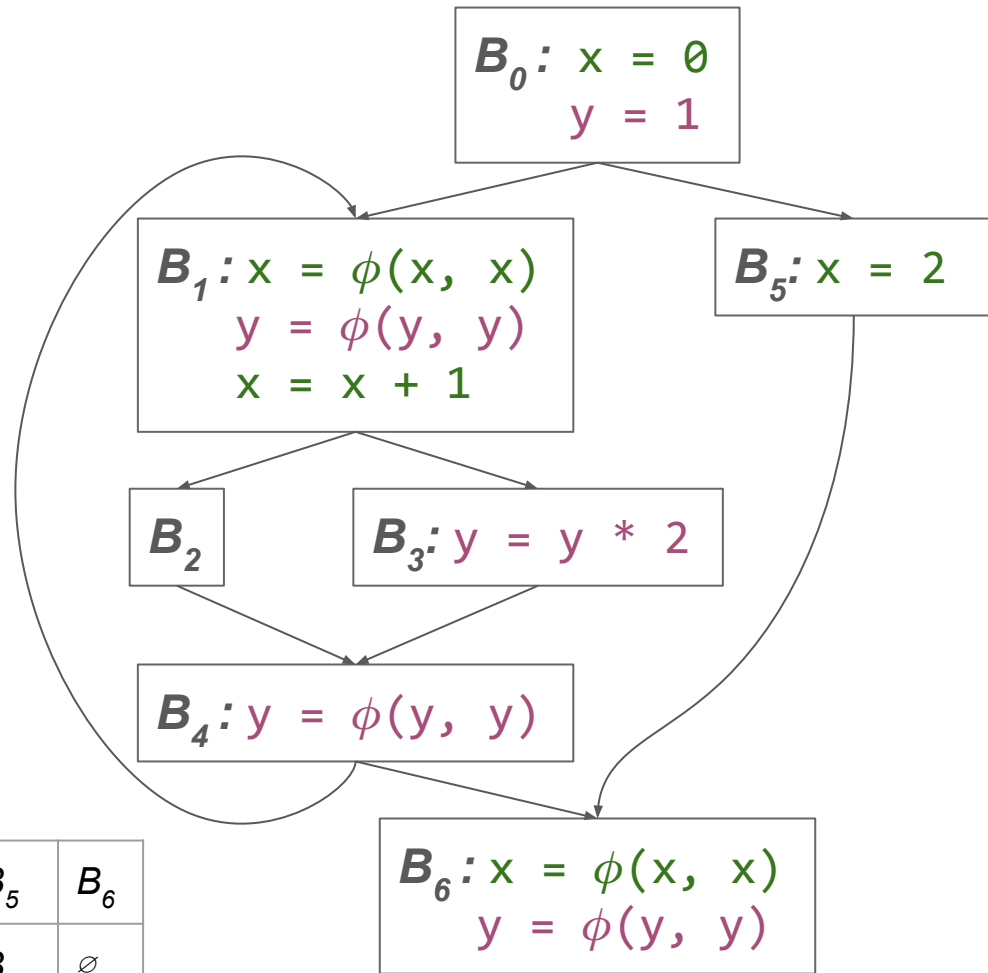 B₀: x = 0
y = 1
B₁: x = ϕ(x, x)
y = ϕ(y, y)
x = x + 1
B₅: x = 2
B₂
B₃: y = y * 2
B₄: y = ϕ(y, y)
B₆: x = ϕ(x, x)
y = ϕ(y, y)
B₆
∅